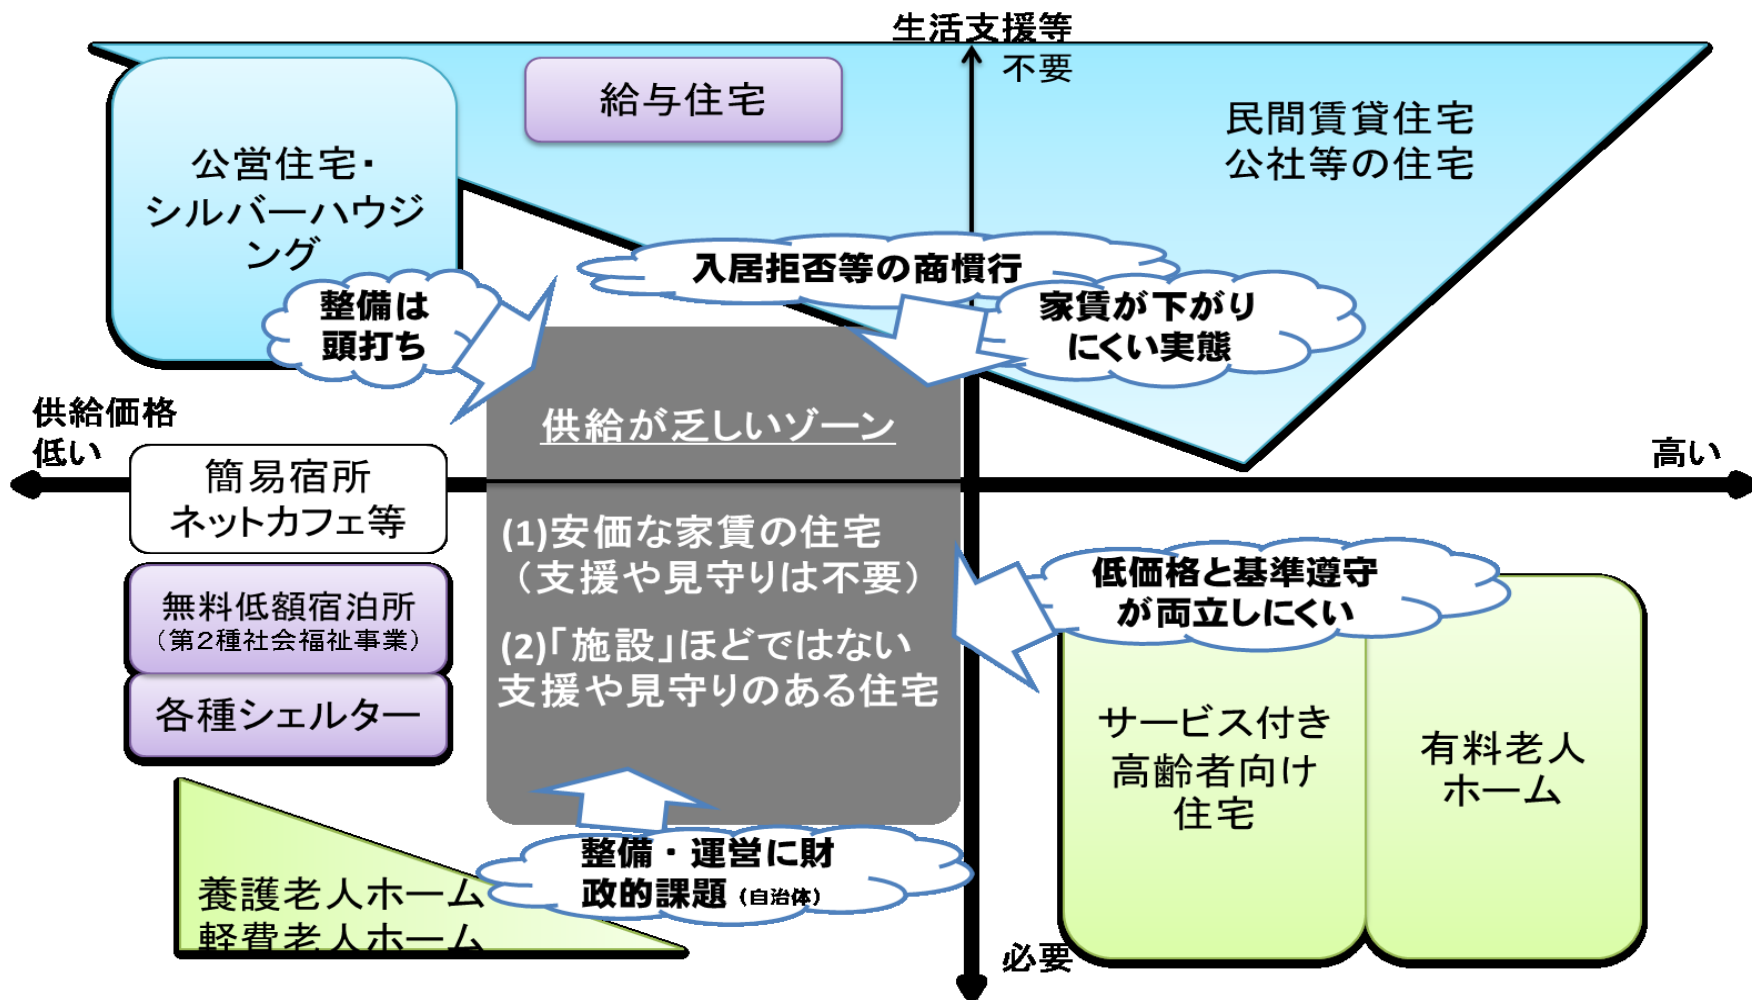 生活支援等
不要
給与住宅
民間賃貸住宅
公社等の住宅
公営住宅・
シルバーハウジ
ング
入居拒否等の商慣行
整備は
頭打ち
家賃が下がり
にくい実態
供給価格
低い
高い
供給が乏しいゾーン
簡易宿所
ネットカフェ等
(1)安価な家賃の住宅
（支援や見守りは不要）
(2)「施設」ほどではない
支援や見守りのある住宅
無料低額宿泊所
（第2種社会福祉事業）
各種シェルター
低価格と基準遵守
が両立しにくい
サービス付き
高齢者向け
住宅
有料老人
ホーム
整備・運営に財
政的課題（自治体）
養護老人ホーム
軽費老人ホーム
必要